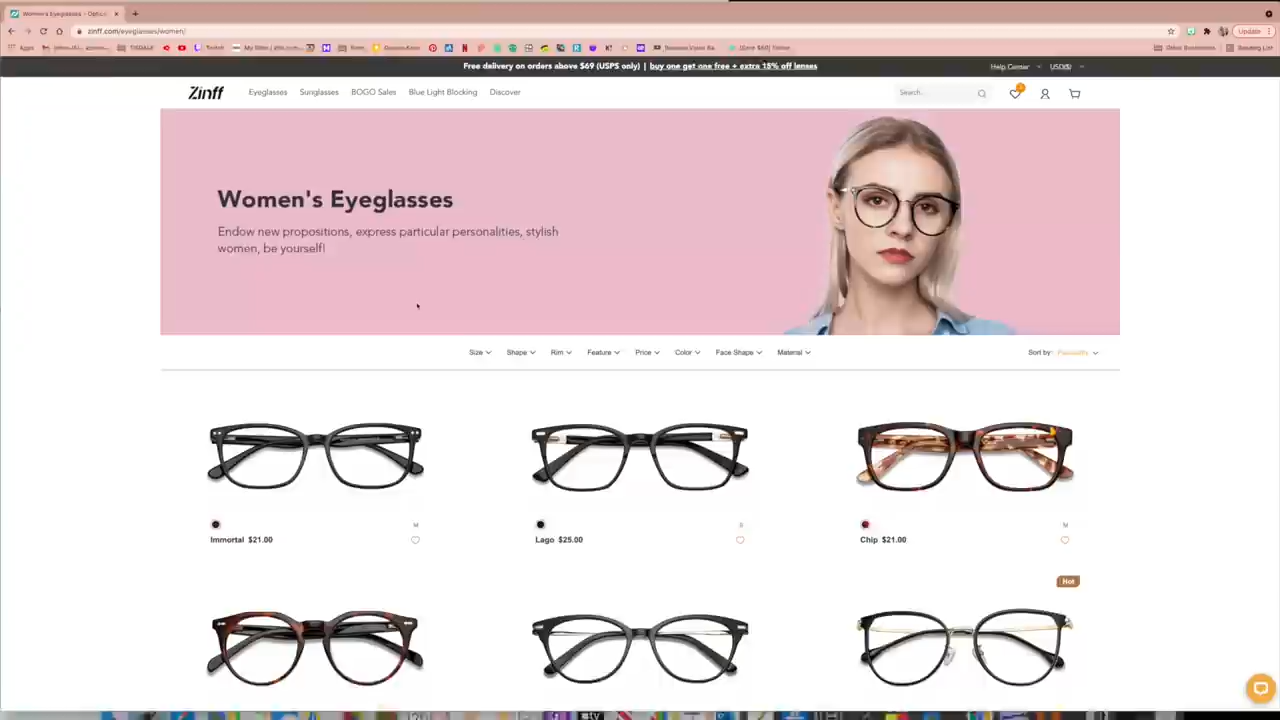 zinff.com/eyeglasses/women/
Update
Apps
Twitch
Free delivery on orders above $69 (USPS only) | buy one get one free + extra 15% off lenses
Help Center
USD($)
Zinff
Eyeglasses Sunglasses BOGO Sales Blue Light Blocking Discover
Search...
Women's Eyeglasses
Endow new propositions, express particular personalities, stylish
women, be yourself!
Size Shape Rim Feature Price Color Face Shape Material
Sort by:
M S M
Immortal $21.00 Lago $25.00 Chip $21.00
Hot